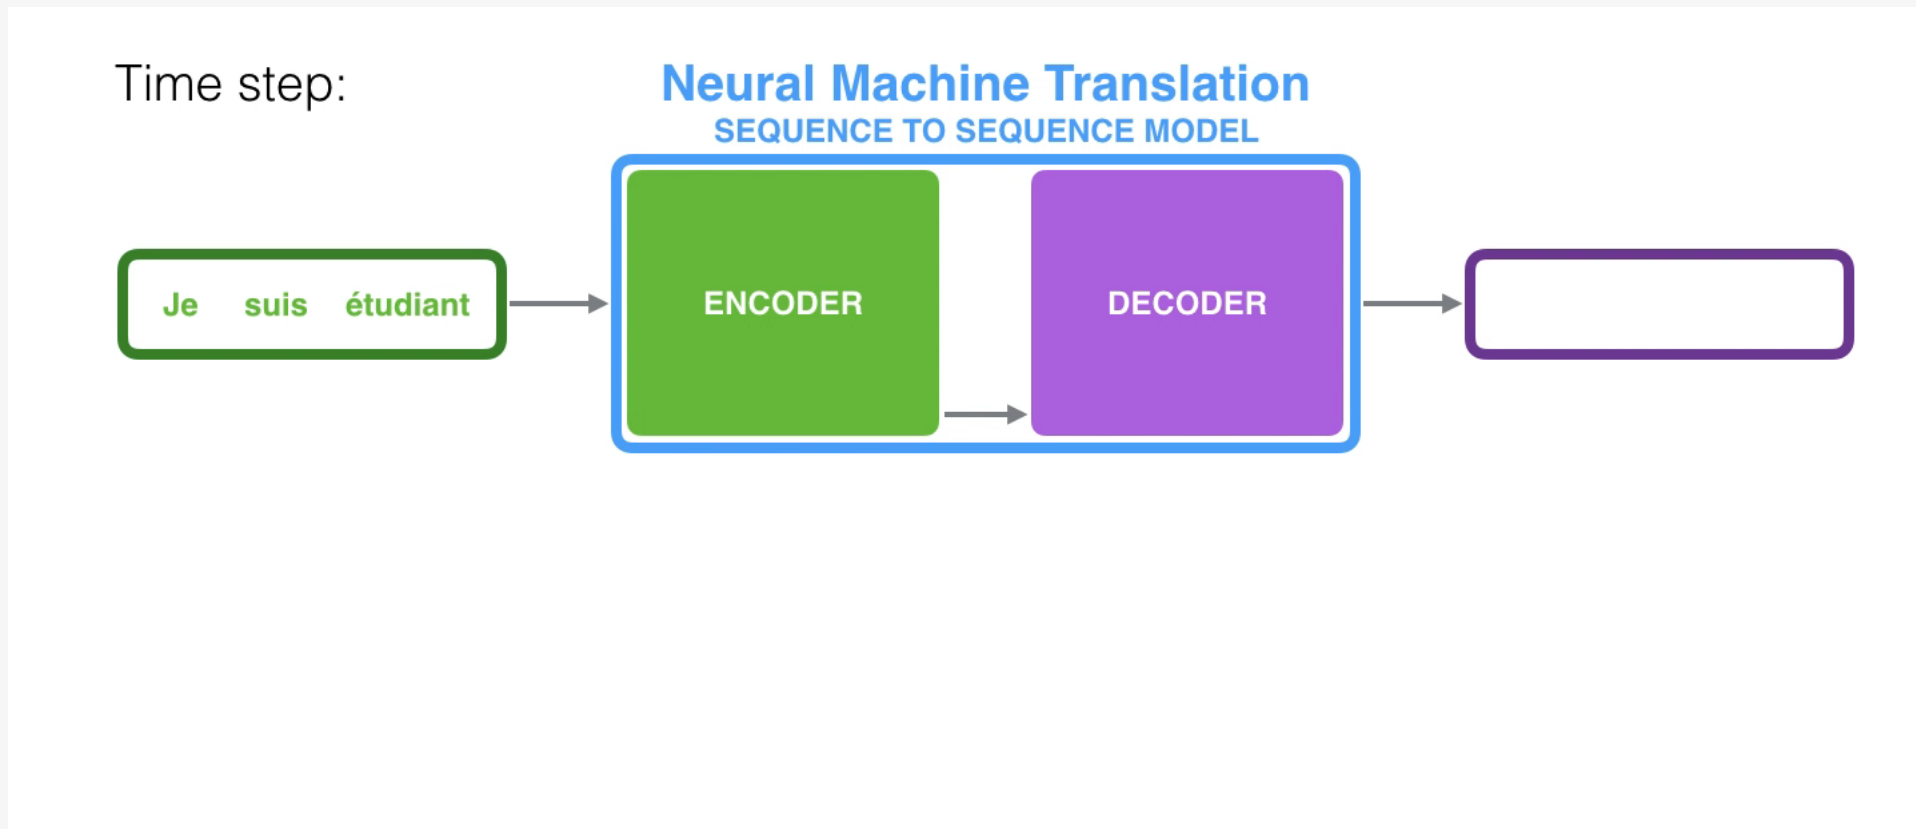 Time step:
Neural Machine Translation
SEQUENCE TO SEQUENCE MODEL
Je suis étudiant
ENCODER
DECODER